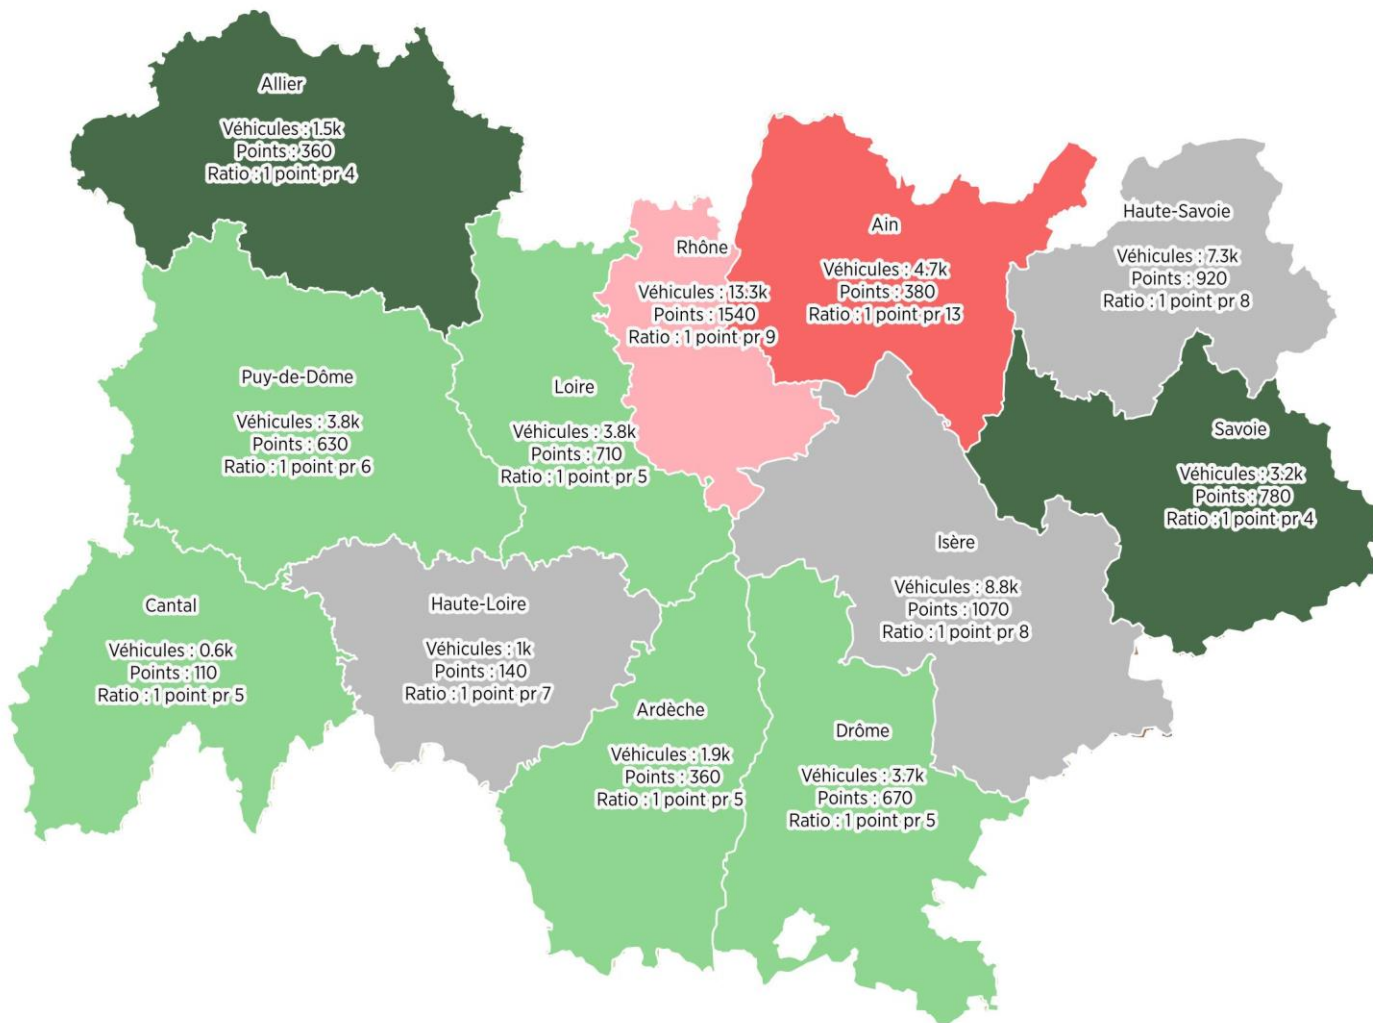 Allier
Véhicules : 1.5k
Points : 360
Ratio : 1 point pr 4
Ain
Véhicules : 4.7k
Points : 380
Ratio : 1 point pr 13
Haute-Savoie
Véhicules : 7.3k
Points : 920
Ratio : 1 point pr 8
Rhône
Véhicules : 13.3k
Points : 1540
Ratio : 1 point pr 9
Puy-de-Dôme
Véhicules : 3.8k
Points : 630
Ratio : 1 point pr 6
Loire
Véhicules : 3.8k
Points : 710
Ratio : 1 point pr 5
Savoie
Véhicules : 3.2k
Points : 780
Ratio : 1 point pr 4
Isère
Véhicules : 8.8k
Points : 1070
Ratio : 1 point pr 8
Cantal
Véhicules : 0.6k
Points : 110
Ratio : 1 point pr 5
Haute-Loire
Véhicules : 1k
Points : 140
Ratio : 1 point pr 7
Ardèche
Véhicules : 1.9k
Points : 360
Ratio : 1 point pr 5
Drôme
Véhicules : 3.7k
Points : 670
Ratio : 1 point pr 5